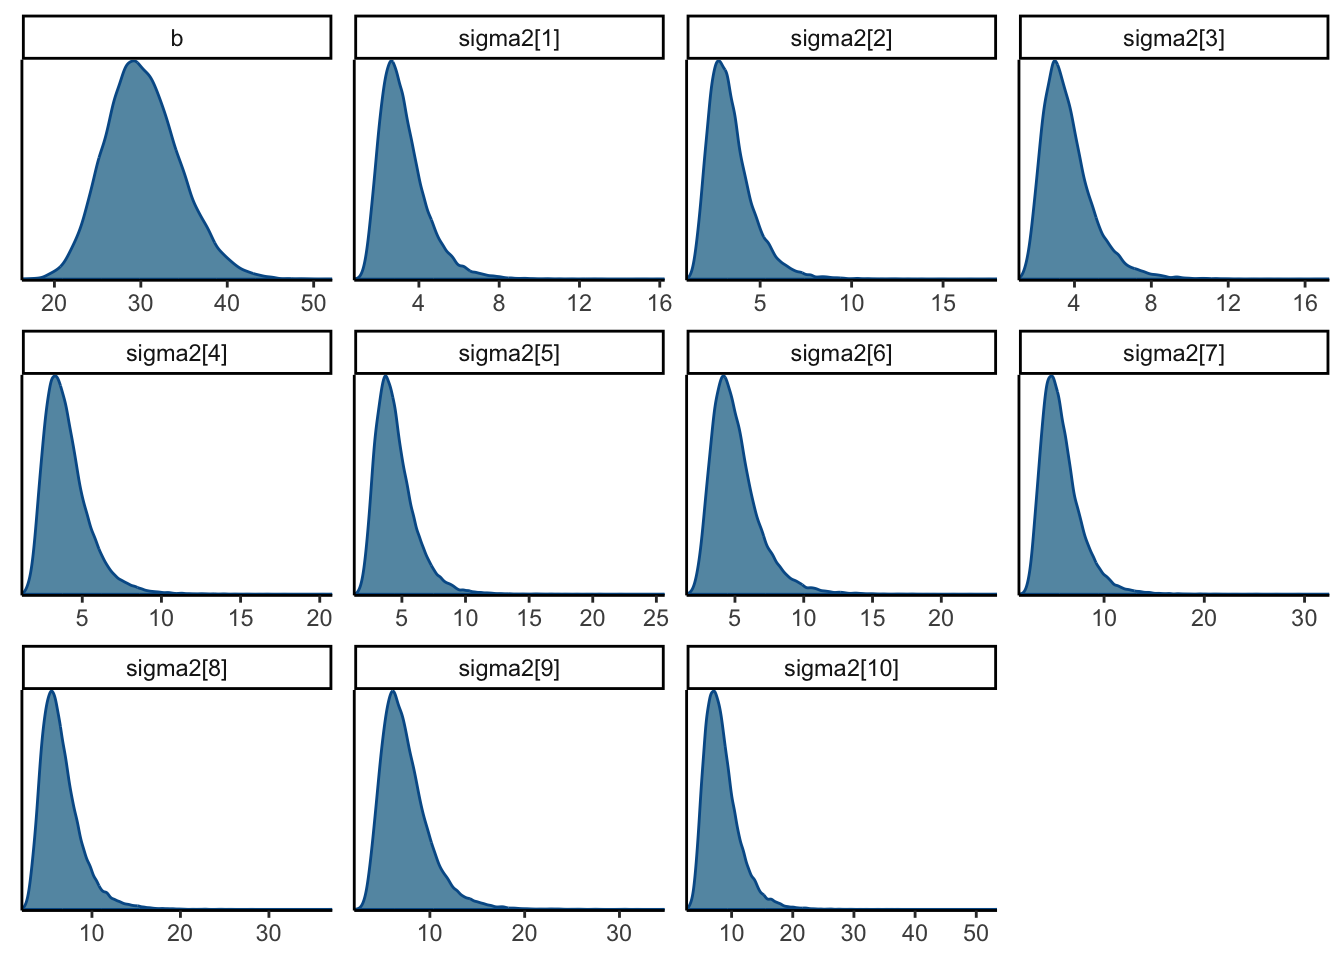 b sigma2[1] sigma2[2] sigma2[3]
20 30 40 50 4 8 12 16 5 10 15 4 8 12 16
sigma2[4] sigma2[5] sigma2[6] sigma2[7]
5 10 15 20 5 10 15 20 25 5 10 15 20 10 20 30
sigma2[8] sigma2[9] sigma2[10]
10 20 30 10 20 30 10 20 30 40 50